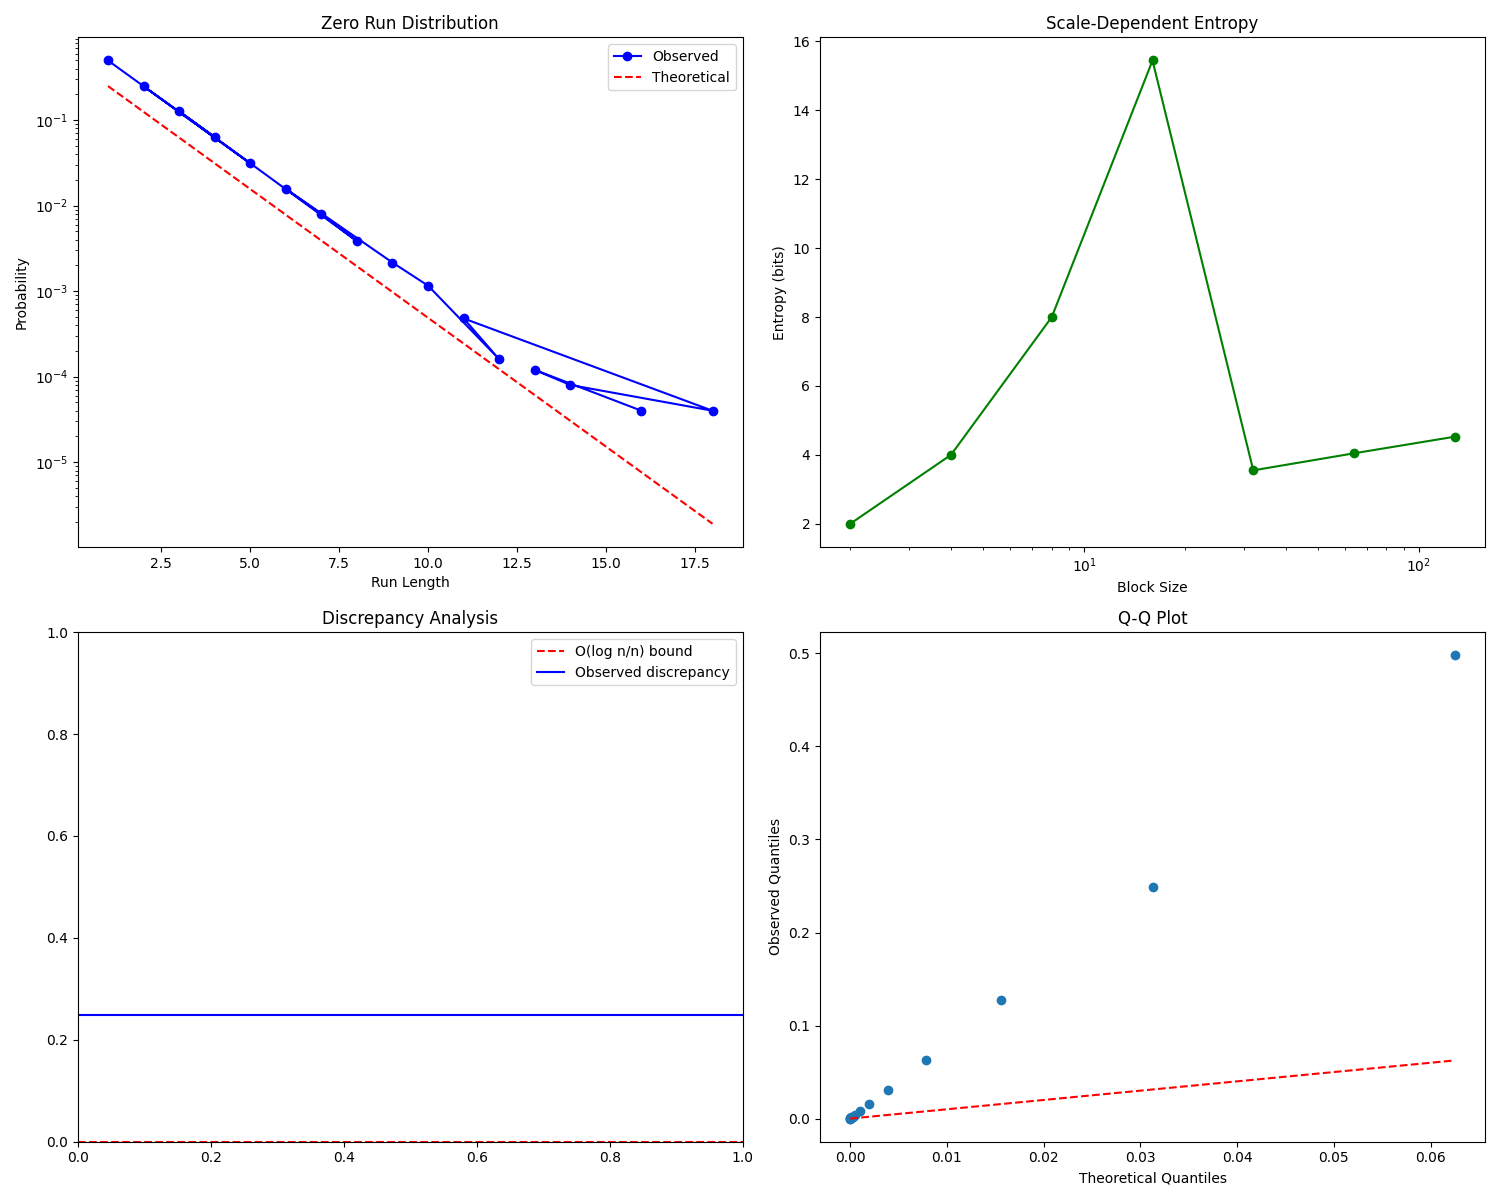 Zero Run Distribution
Observed
Theoretical
10⁻¹
10⁻²
10⁻³
10⁻⁴
10⁻⁵
Probability
2.5 5.0 7.5 10.0 12.5 15.0 17.5
Run Length
Scale-Dependent Entropy
16
14
12
10
8
6
4
2
Entropy (bits)
10¹ 10²
Block Size
Discrepancy Analysis
O(log n/n) bound
Observed discrepancy
1.0
0.8
0.6
0.4
0.2
0.0
0.0 0.2 0.4 0.6 0.8 1.0
Q-Q Plot
0.5
0.4
0.3
0.2
0.1
0.0
Observed Quantiles
0.00 0.01 0.02 0.03 0.04 0.05 0.06
Theoretical Quantiles